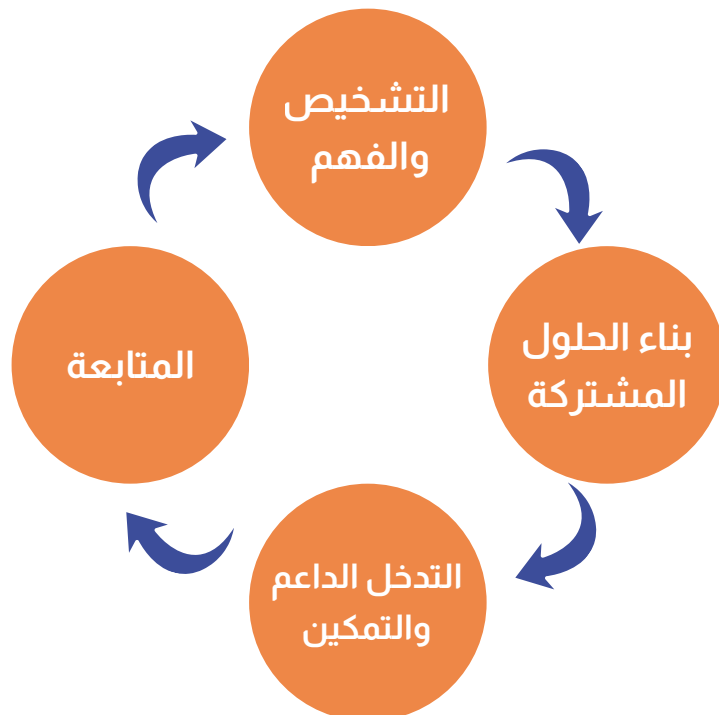 التشخيص
والفهم
بناء الحلول
المشتركة
التدخل الداعم
والتمكين
المتابعة